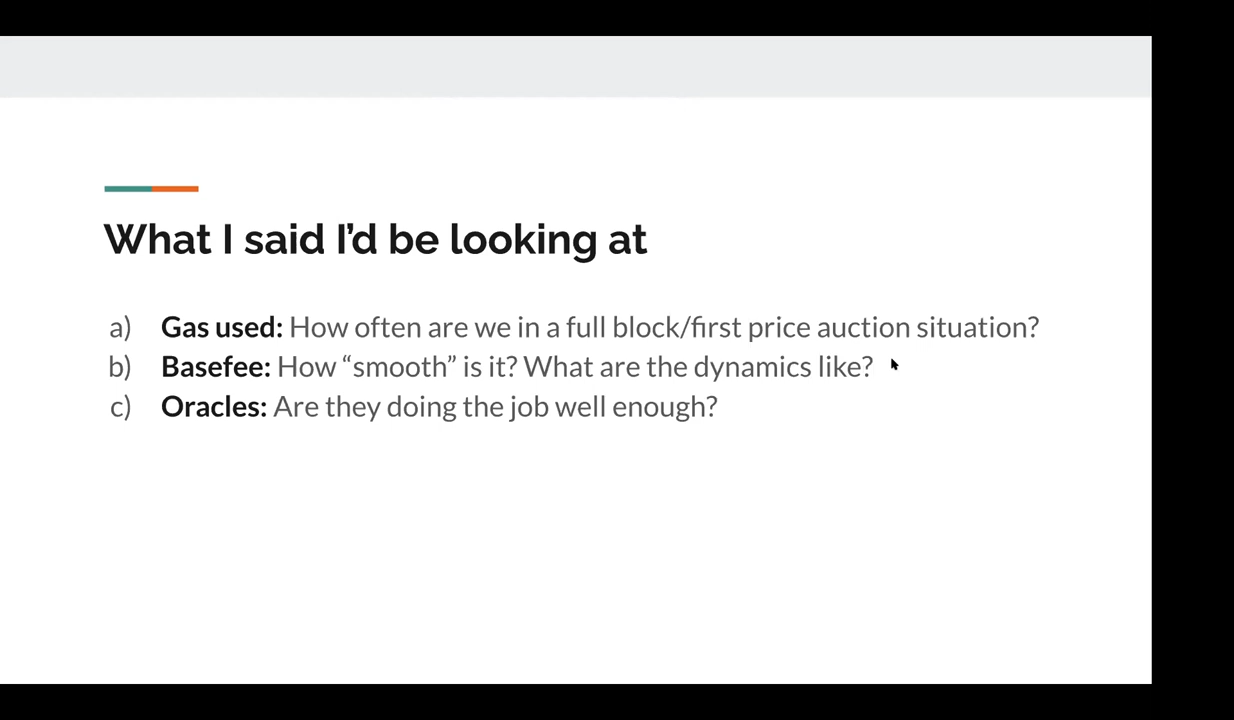 What I said I’d be looking at
a) Gas used: How often are we in a full block/first price auction situation?
b) Basefee: How “smooth” is it? What are the dynamics like?
c) Oracles: Are they doing the job well enough?